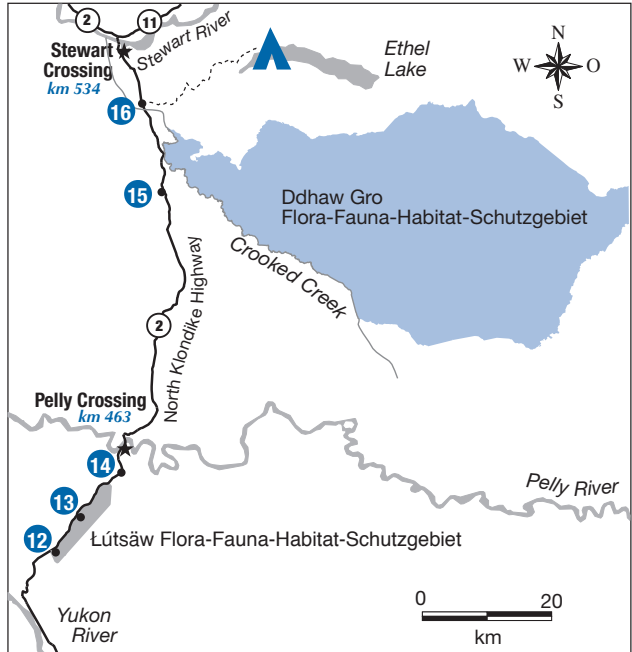 2
11
Stewart River
Stewart
Crossing
km 534
Ethel
Lake
N
W
O
S
16
15
Ddhaw Gro
Flora-Fauna-Habitat-Schutzgebiet
Crooked Creek
North Klondike Highway
2
Pelly Crossing
km 463
14
Pelly River
13
12
Łútsäw Flora-Fauna-Habitat-Schutzgebiet
Yukon
River
0 20
km